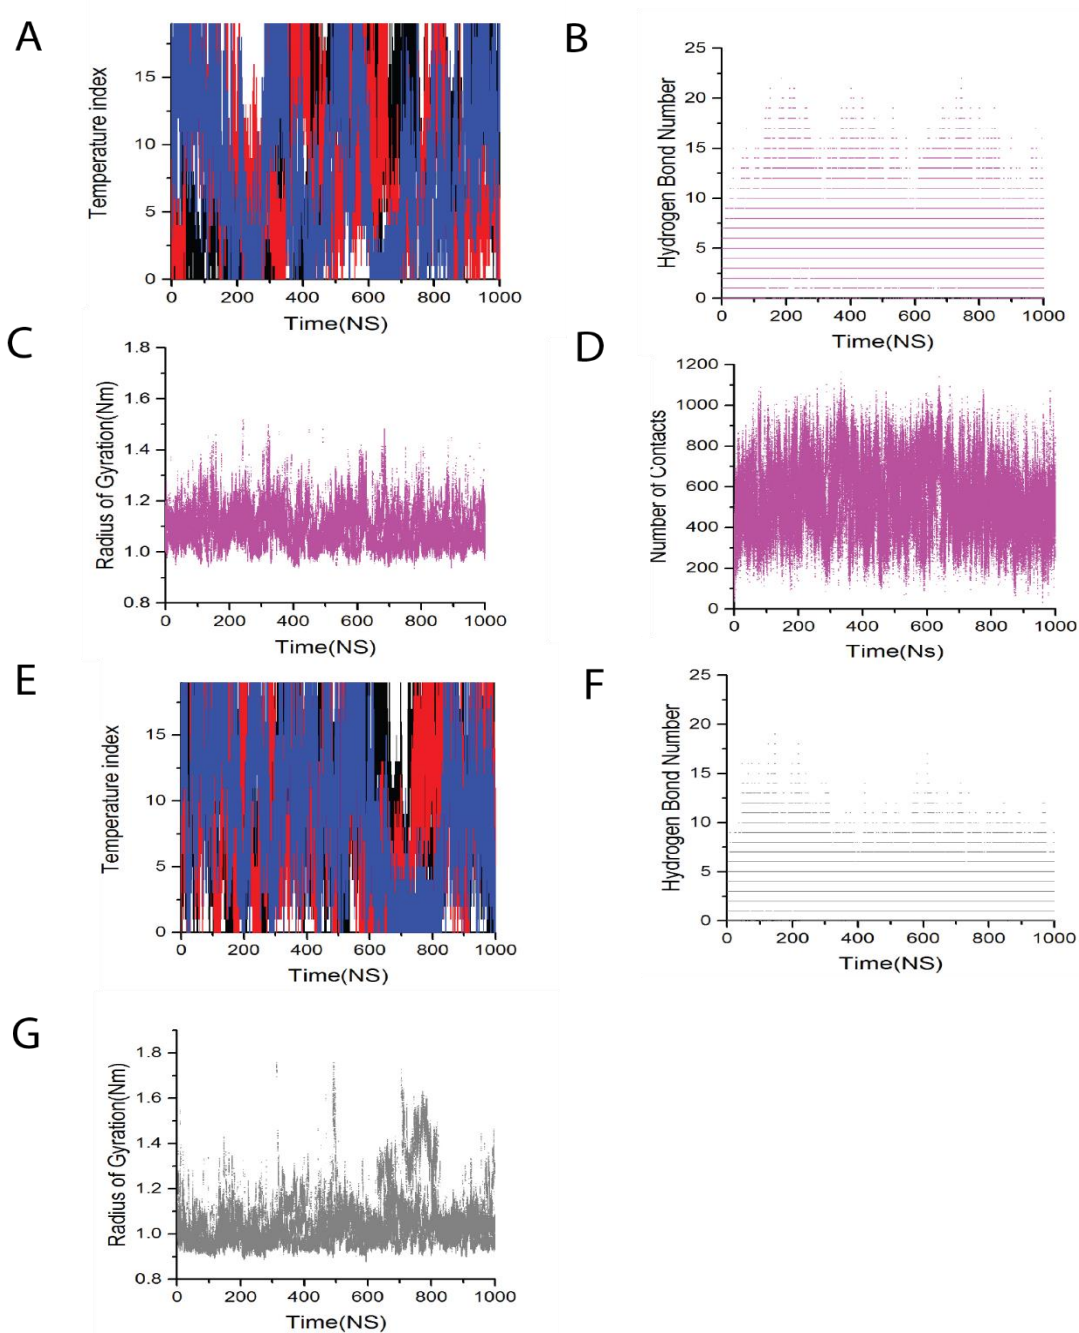 A
Temperature index
15
10
5
0
0 200 400 600 800 1000
Time(NS)
B
Hydrogen Bond Number
25
20
15
10
5
0
0 200 400 600 800 1000
Time(NS)
C
Radius of Gyration(Nm)
1.8
1.6
1.4
1.2
1.0
0.8
0 200 400 600 800 1000
Time(NS)
D
Number of Contacts
1200
1000
800
600
400
200
0
0 200 400 600 800 1000
Time(Ns)
E
Temperature index
15
10
5
0
0 200 400 600 800 1000
Time(NS)
F
Hydrogen Bond Number
25
20
15
10
5
0
0 200 400 600 800 1000
Time(NS)
G
Radius of Gyration(Nm)
1.8
1.6
1.4
1.2
1.0
0.8
0 200 400 600 800 1000
Time(NS)